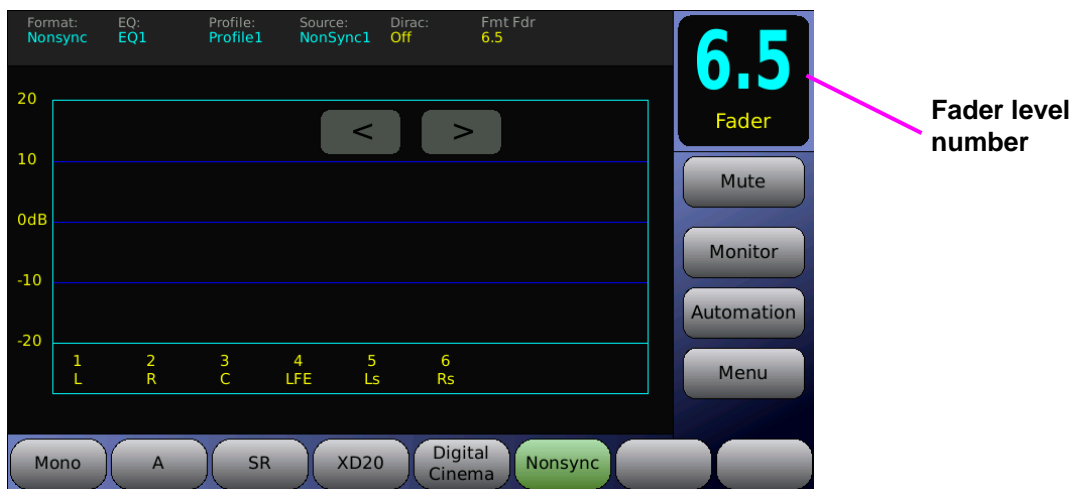 Format: EQ: Profile: Source: Dirac: Fmt Fdr
Nonsync EQ1 Profile1 NonSync1 Off 6.5
6.5
Fader
Fader level
number
20
< >
10
0dB
-10
-20
1 2 3 4 5 6
L R C LFE Ls Rs
Mute
Monitor
Automation
Menu
Mono A SR XD20 Digital Cinema Nonsync